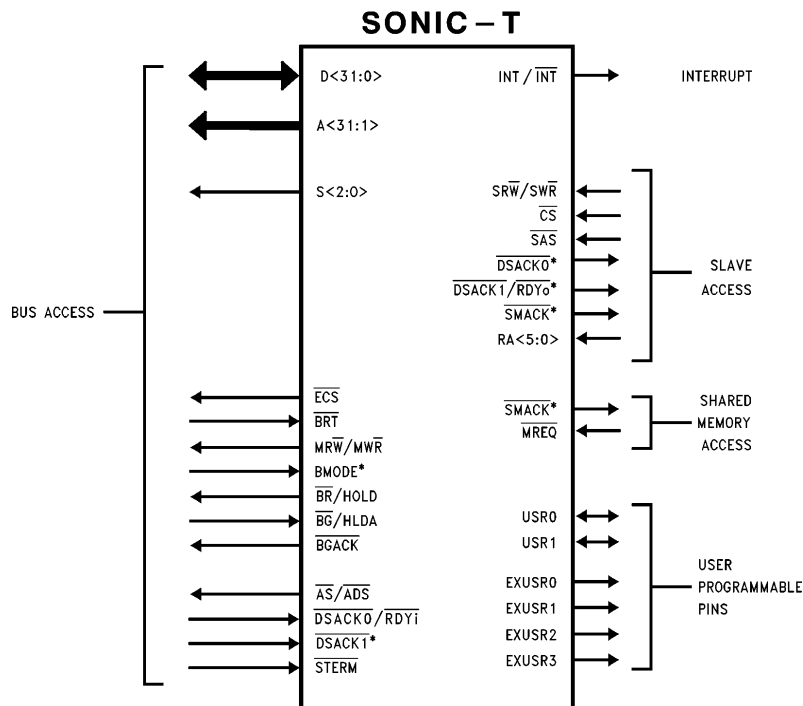 SONIC-T
D<31:0>
A<31:1>
S<2:0>
BUS ACCESS
ECS
BRT
MRW/MWR
BMODE*
BR/HOLD
BG/HLDA
BGACK
AS/ADS
DSACK0/RDYi
DSACK1*
STERM
INT/INT
INTERRUPT
SRW/SWR
CS
SAS
DSACK0*
DSACK1/RDYo*
SMACK*
RA<5:0>
SLAVE
ACCESS
SMACK*
MREQ
SHARED
MEMORY
ACCESS
USR0
USR1
EXUSR0
EXUSR1
EXUSR2
EXUSR3
USER
PROGRAMMABLE
PINS